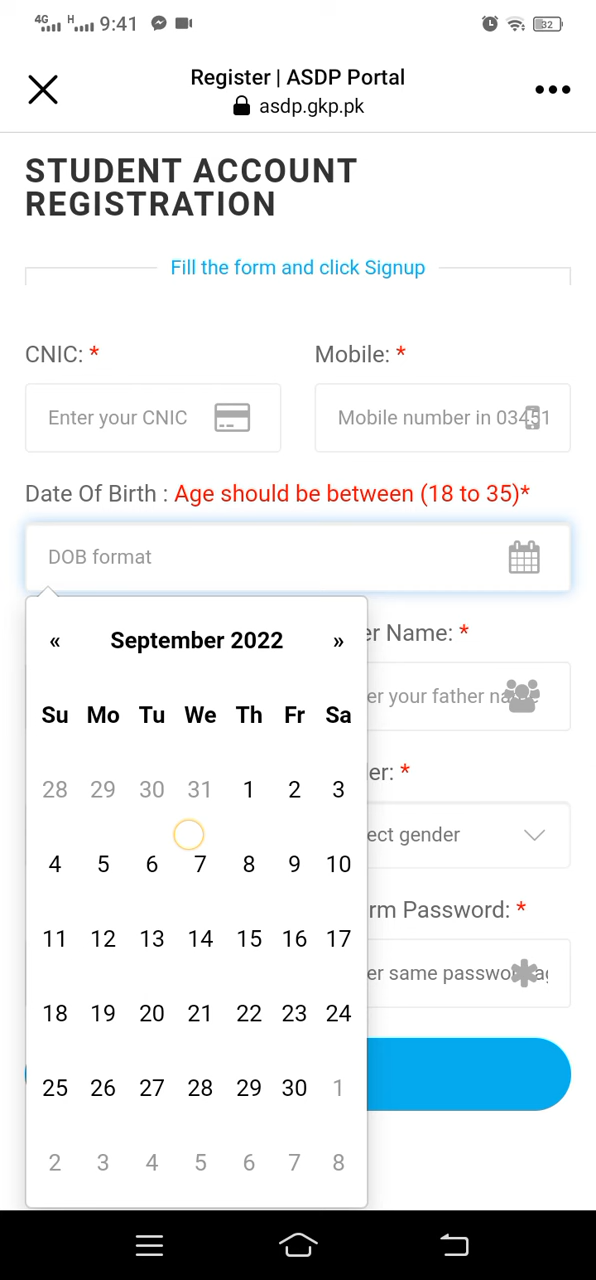 4G H 9:41 32
Register | ASDP Portal
asdp.gkp.pk
STUDENT ACCOUNT
REGISTRATION
Fill the form and click Signup
CNIC: * Mobile: *
Enter your CNIC Mobile number in 03451
Date Of Birth : Age should be between (18 to 35)*
DOB format
« September 2022 » er Name: *
Su Mo Tu We Th Fr Sa er your father name
28 29 30 31 1 2 3 er: *
ect gender
4 5 6 7 8 9 10
rm Password: *
11 12 13 14 15 16 17
er same passwo ag
18 19 20 21 22 23 24
25 26 27 28 29 30 1
2 3 4 5 6 7 8